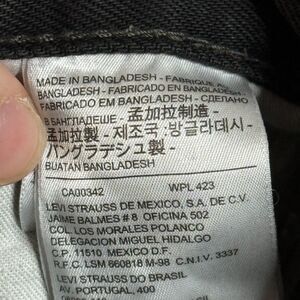 MADE IN BANGLADESH - FABRIQUÉ AU
BANGLADESH - FABRICADO EN BANGLADESH -
FABRICADO EM BANGLADESH - СДЕЛАНО
В БАНГЛАДЕШЕ - 孟加拉制造 -
孟加拉製 - 제조국 : 방글라데시 -
バングラデシュ製 -
BUATAN BANGLADESH
CA00342 WPL 423
LEVI STRAUSS DE MEXICO, S.A. DE C.V.
JAIME BALMES # 8 OFICINA 502
COL. LOS MORALES POLANCO
DELEGACION MIGUEL HIDALGO
C.P. 11510 MEXICO D.F.
R.F.C. LSM 660818 M-98 C.N.I.V. 3337
LEVI STRAUSS DO BRASIL
AV. PORTUGAL, 400